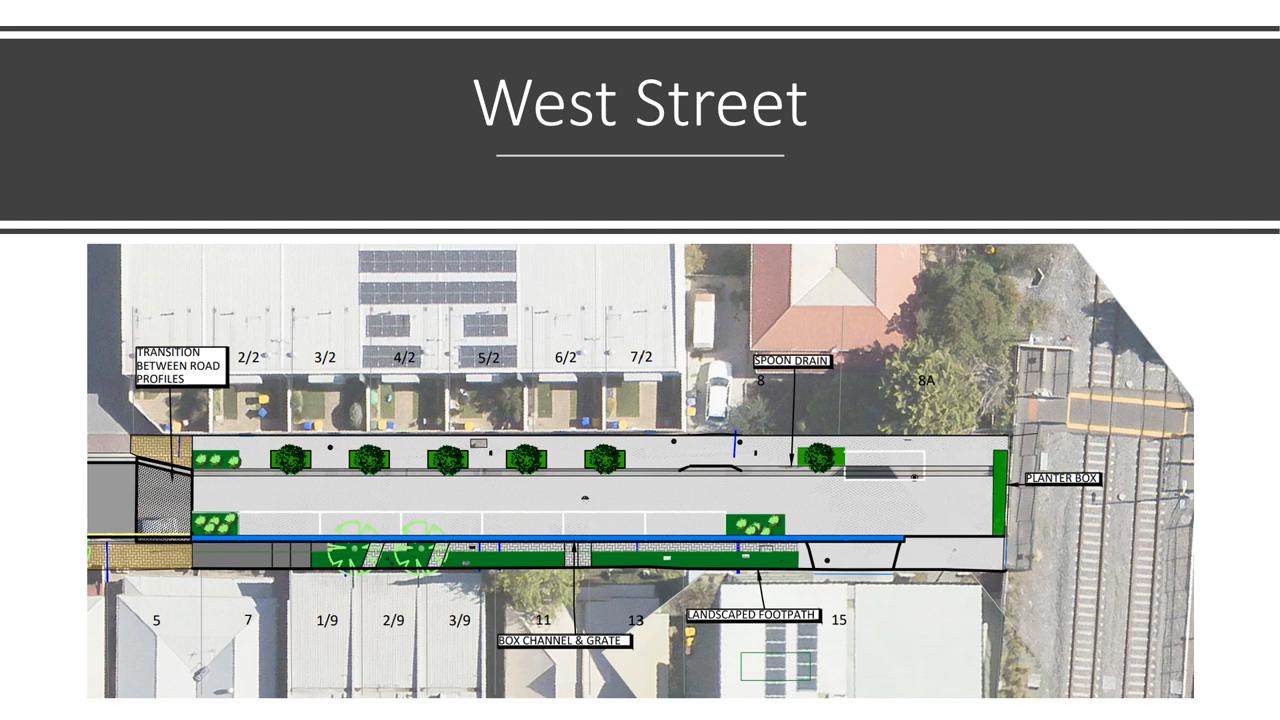 West Street
TRANSITION
BETWEEN ROAD
PROFILES
2/2
3/2
4/2
5/2
6/2
7/2
SPOON DRAIN
8
8A
PLANTER BOX
LANDSCAPED FOOTPATH
5
7
1/9
2/9
3/9
11
13
15
BOX CHANNEL & GRATE